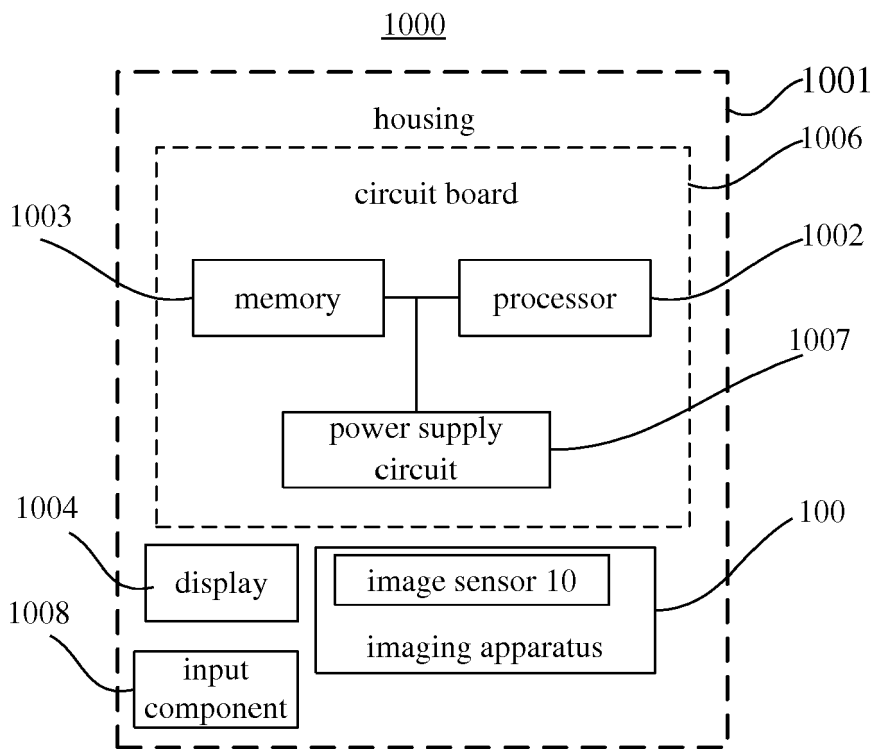 1000
1001
housing
1006
circuit board
1003
1002
memory
processor
1007
power supply
circuit
1004
100
display
image sensor 10
1008
imaging apparatus
input
component